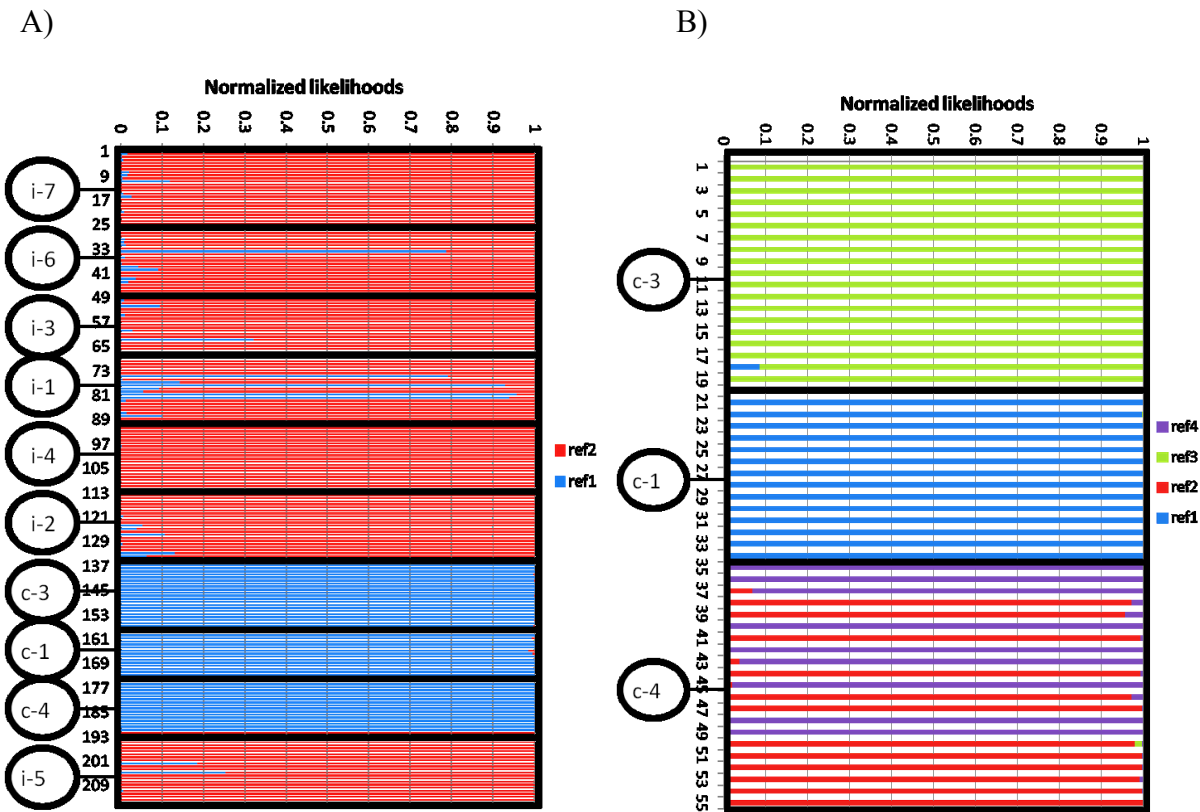 A)
B)
Normalized likelihoods
0 0.1 0.2 0.3 0.4 0.5 0.6 0.7 0.8 0.9 1
1
9
17
25
33
41
49
57
65
73
81
89
97
105
113
121
129
137
145
153
161
169
177
185
193
201
209
i-7
i-6
i-3
i-1
i-4
i-2
c-3
c-1
c-4
i-5
ref2
ref1
Normalized likelihoods
0 0.1 0.2 0.3 0.4 0.5 0.6 0.7 0.8 0.9 1
1
3
5
7
9
11
13
15
17
19
21
23
25
27
29
31
33
35
37
39
41
43
45
47
49
51
53
55
c-3
c-1
c-4
ref4
ref3
ref2
ref1